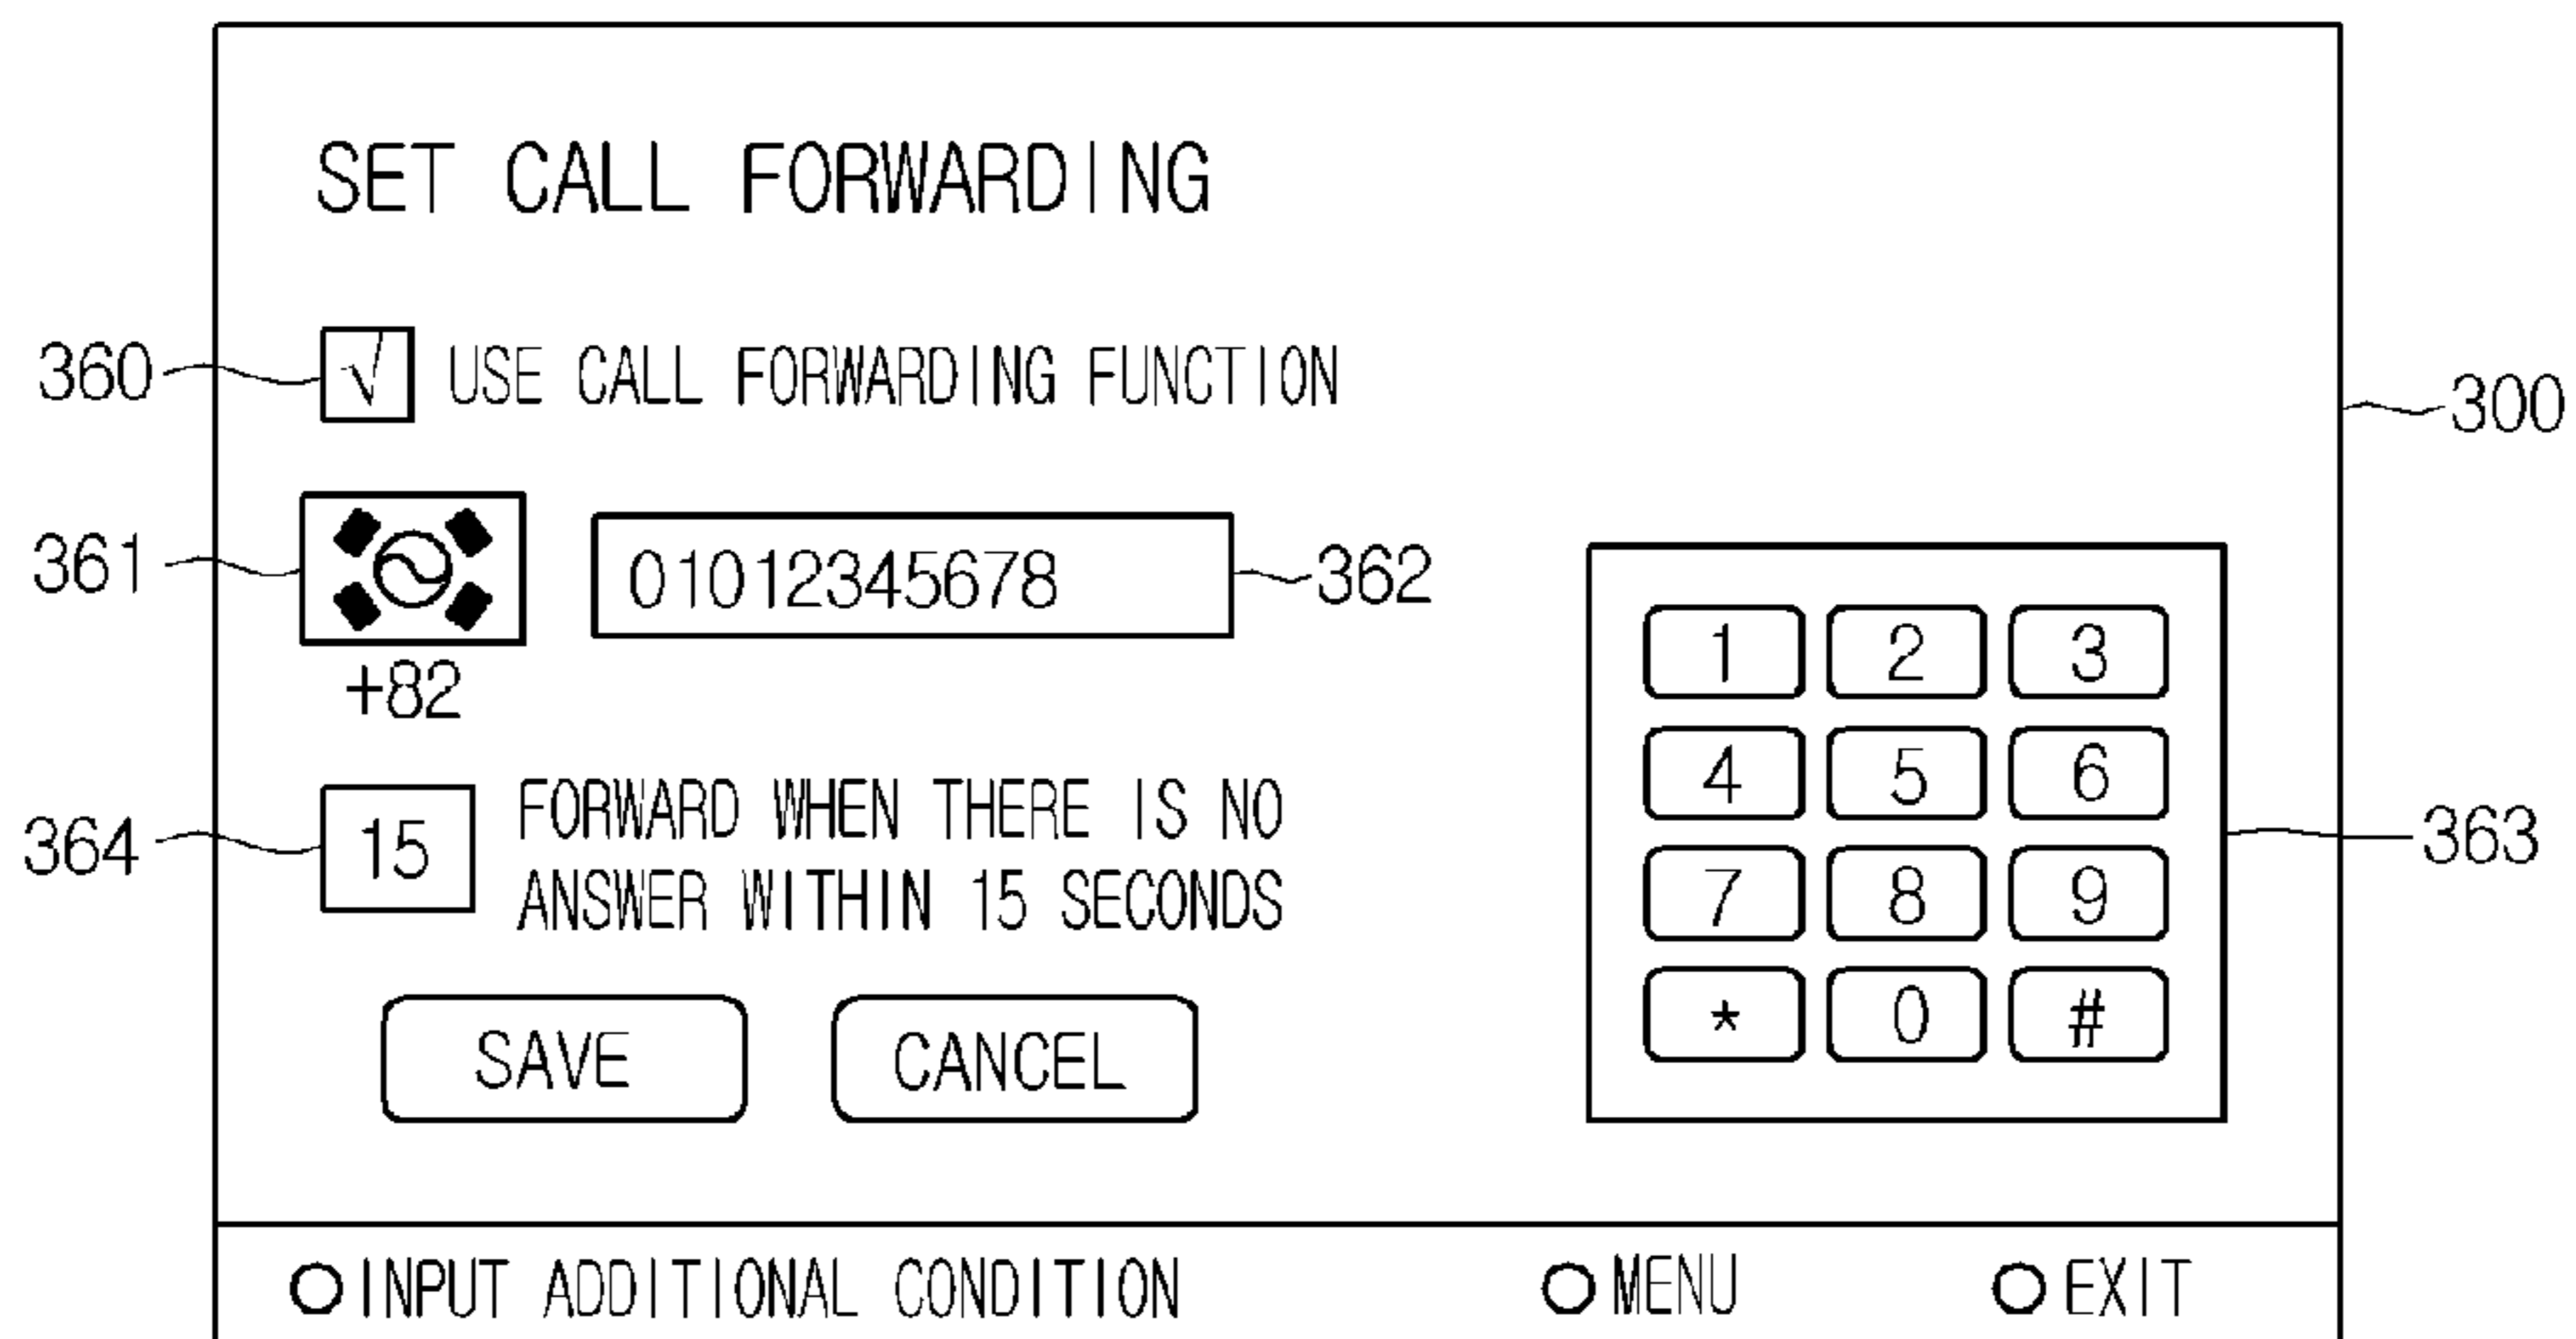 SET CALL FORWARDING
360
√ USE CALL FORWARDING FUNCTION
300
361
01012345678
362
+82
364
15
FORWARD WHEN THERE IS NO
ANSWER WITHIN 15 SECONDS
1 2 3
4 5 6
7 8 9
* 0 #
363
SAVE CANCEL
INPUT ADDITIONAL CONDITION MENU EXIT